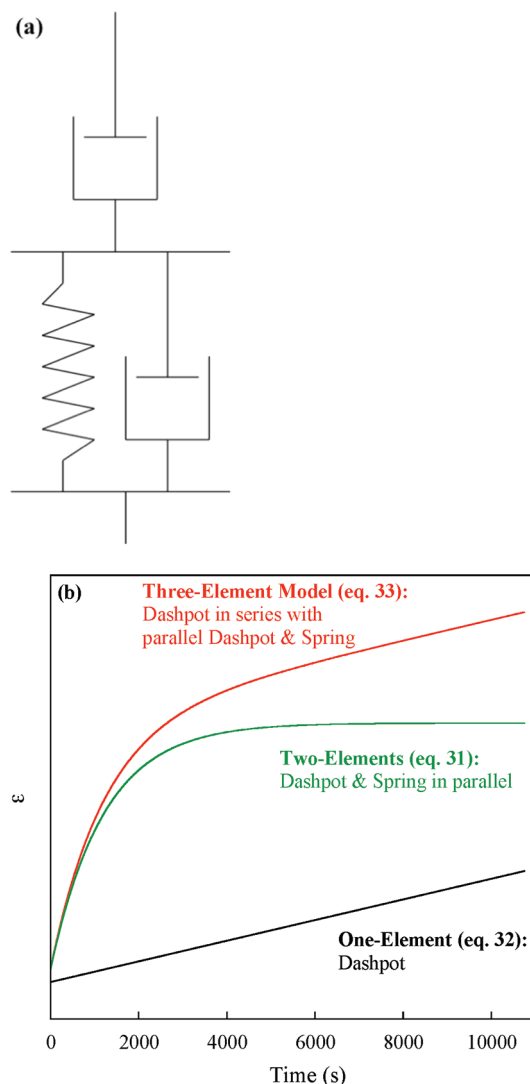 (a)
(b)
Three-Element Model (eq. 33):
Dashpot in series with
parallel Dashpot & Spring
Two-Elements (eq. 31):
Dashpot & Spring in parallel
ε
One-Element (eq. 32):
Dashpot
0 2000 4000 6000 8000 10000
Time (s)